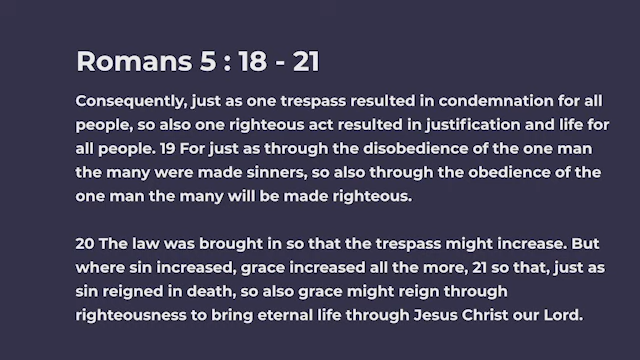 Romans 5 : 18 - 21
Consequently, just as one trespass resulted in condemnation for all
people, so also one righteous act resulted in justification and life for
all people. 19 For just as through the disobedience of the one man
the many were made sinners, so also through the obedience of the
one man the many will be made righteous.
20 The law was brought in so that the trespass might increase. But
where sin increased, grace increased all the more, 21 so that, just as
sin reigned in death, so also grace might reign through
righteousness to bring eternal life through Jesus Christ our Lord.